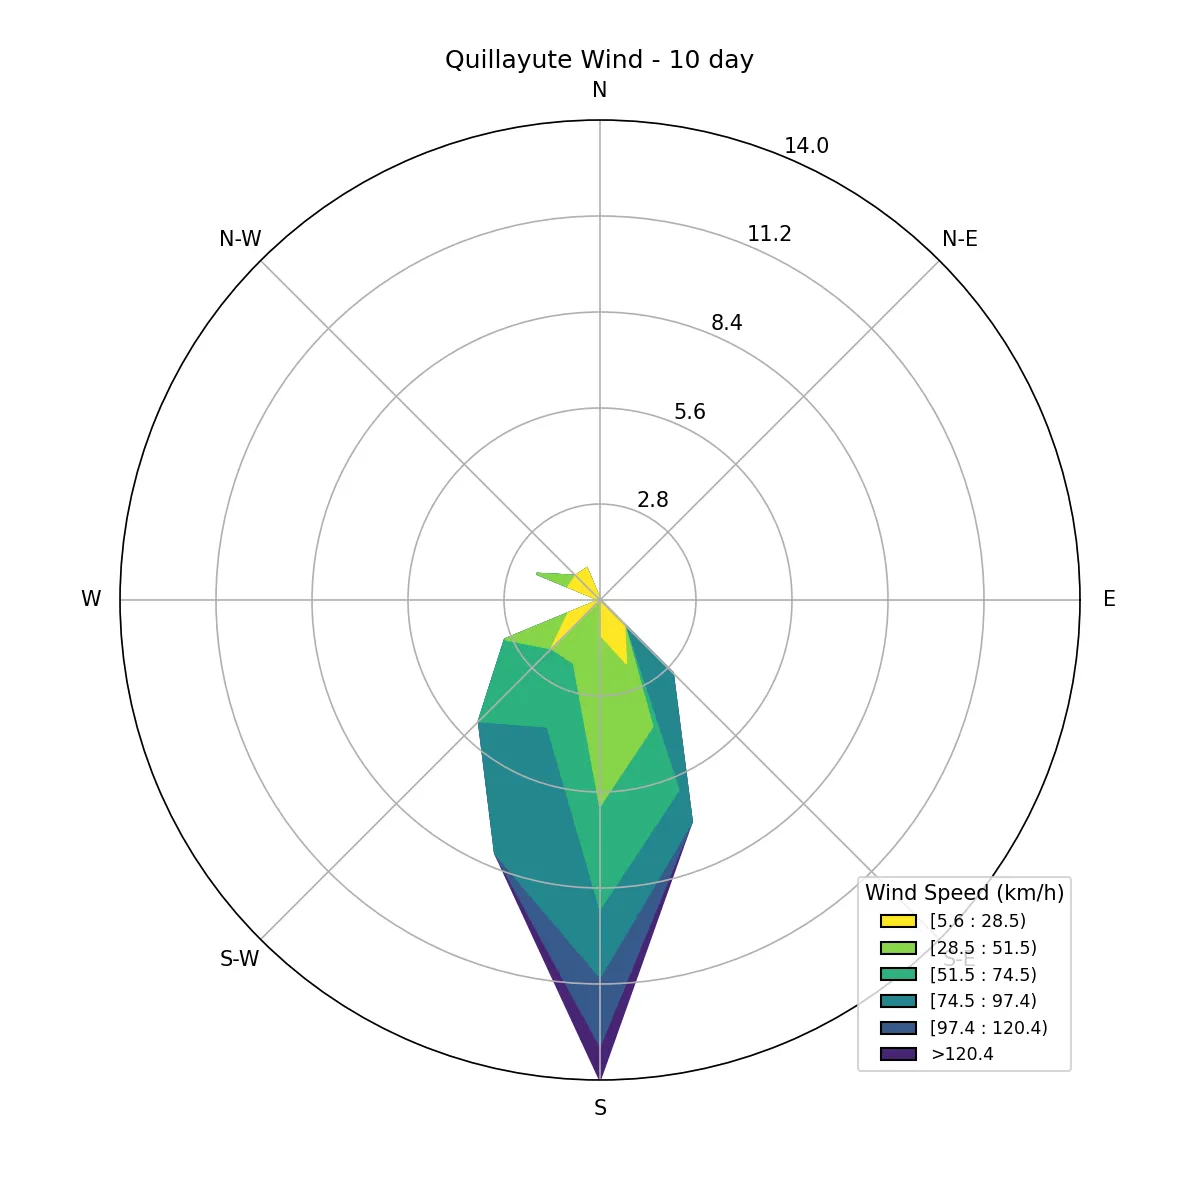 Quillayute Wind - 10 day
N
14.0
N-W
11.2
N-E
8.4
5.6
2.8
W
E
Wind Speed (km/h)
[5.6 : 28.5)
[28.5 : 51.5)
S-W
S-E
[51.5 : 74.5)
[74.5 : 97.4)
[97.4 : 120.4)
>120.4
S